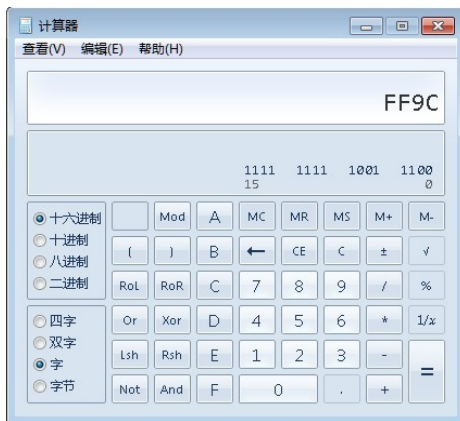 计算器
查看(V) 编辑(E) 帮助(H)
FF9C
1111 1111 1001 1100
15 0
十六进制 Mod A MC MR MS M+ M-
十进制 ( ) B ← CE C ± √
八进制
二进制 RoL RoR C 7 8 9 / %
四字 Or Xor D 4 5 6 * 1/x
双字
字 Lsh Rsh E 1 2 3 - =
字节 Not And F 0 . +